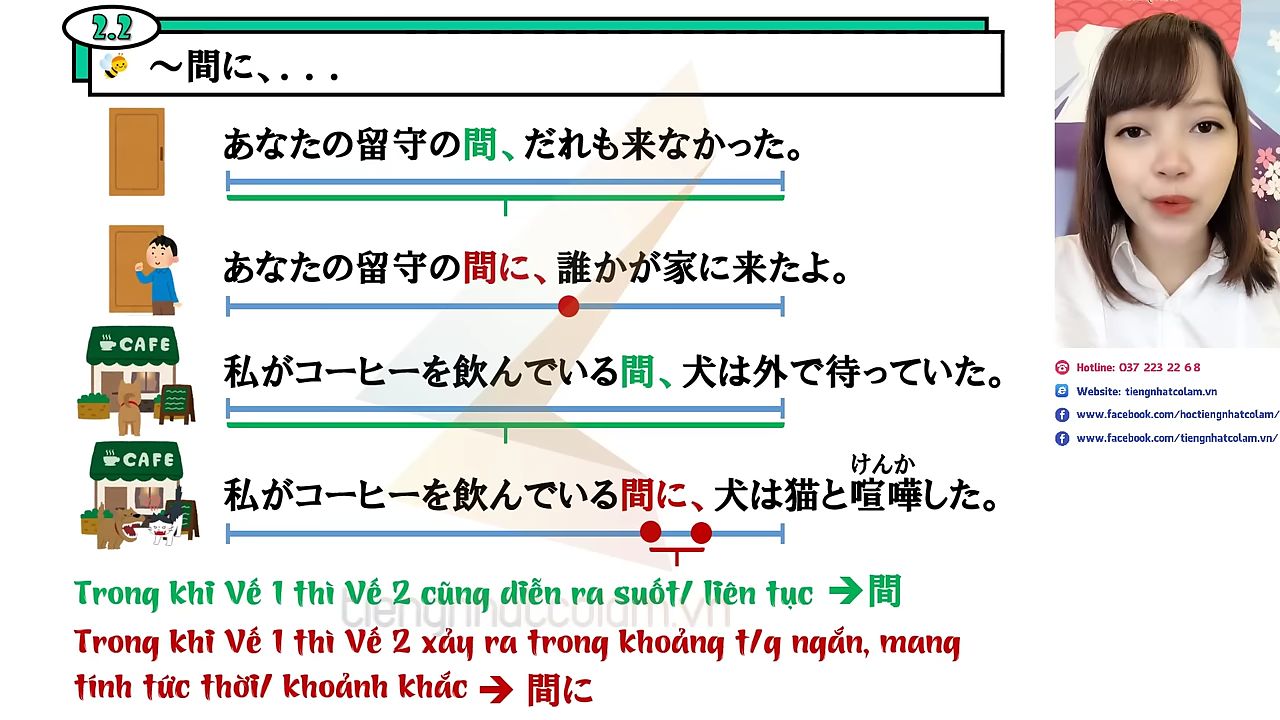 2.2
～間に、. . .
あなたの留守の間、だれも来なかった。
あなたの留守の間に、誰かが家に来たよ。
CAFE
私がコーヒーを飲んでいる間、犬は外で待っていた。
CAFE
けんか
私がコーヒーを飲んでいる間に、犬は猫と喧嘩した。
Trong khi Vế 1 thì Vế 2 cũng diễn ra suốt/ liên tục ➔間
Trong khi Vế 1 thì Vế 2 xảy ra trong khoảng t/g ngắn, mang
tính tức thời/ khoảnh khắc ➔ 間に
tiengnhatcolam.vn
Hotline: 037 223 22 68
Website: tiengnhatcolam.vn
www.facebook.com/hoctiengnhatcolam/
www.facebook.com/tiengnhatcolam.vn/